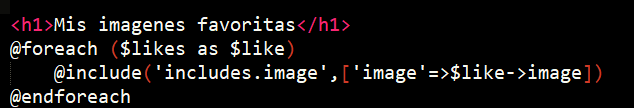 <h1>Mis imagenes favoritas</h1>
@foreach ($likes as $like)
    @include('includes.image',['image'=>$like->image])
@endforeach